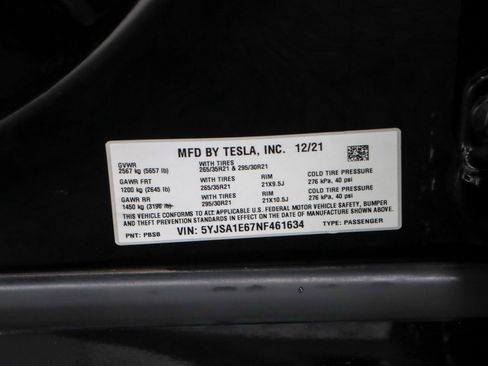 MFD BY TESLA, INC. 12/21
GVWR
2567 kg (5657 lb)
WITH TIRES
265/35R21 & 295/30R21
GAWR FRT
1200 kg (2645 lb)
WITH TIRES
265/35R21
RIM
21X9.5J
COLD TIRE PRESSURE
276 kPa, 40 psi
GAWR RR
1450 kg (3196 lb)
WITH TIRES
295/30R21
RIM
21X10.5J
COLD TIRE PRESSURE
276 kPa, 40 psi
THIS VEHICLE CONFORMS TO ALL APPLICABLE U.S. FEDERAL MOTOR VEHICLE SAFETY, BUMPER
AND THEFT PREVENTION STANDARDS IN EFFECT ON THE DATE OF MANUFACTURE SHOWN ABOVE.
PNT: PBSB
VIN: 5YJSA1E67NF461634
TYPE: PASSENGER